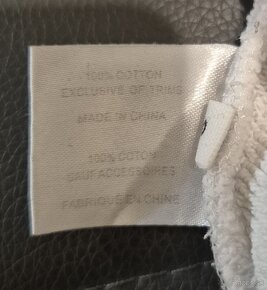 100% COTTON
EXCLUSIVE OF TRIMS
MADE IN CHINA
100% COTON
SAUF ACCESSOIRES
FABRIQUE EN CHINE